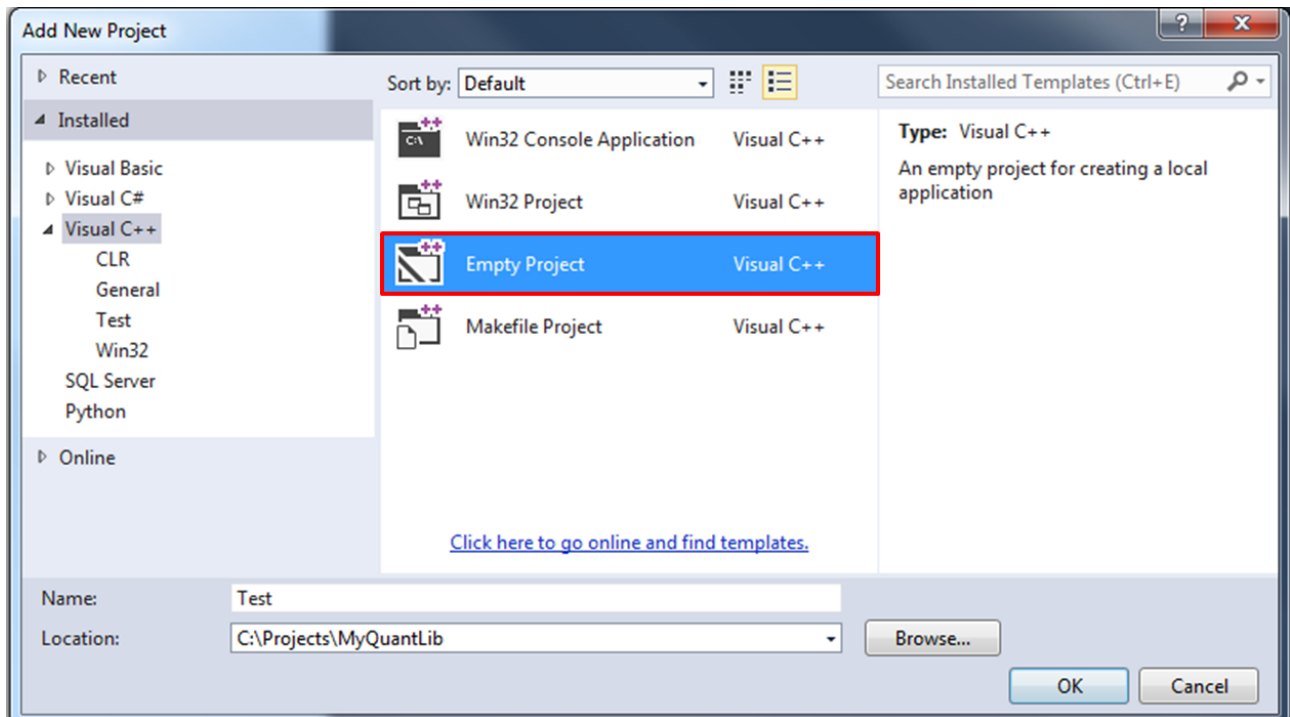 Add New Project
?
X
Recent
Installed
Visual Basic
Visual C#
Visual C++
CLR
General
Test
Win32
SQL Server
Python
Online
Sort by: Default
Win32 Console Application Visual C++
Win32 Project Visual C++
Empty Project Visual C++
Makefile Project Visual C++
Click here to go online and find templates.
Search Installed Templates (Ctrl+E)
Type: Visual C++
An empty project for creating a local
application
Name: Test
Location: C:\Projects\MyQuantLib
Browse...
OK Cancel